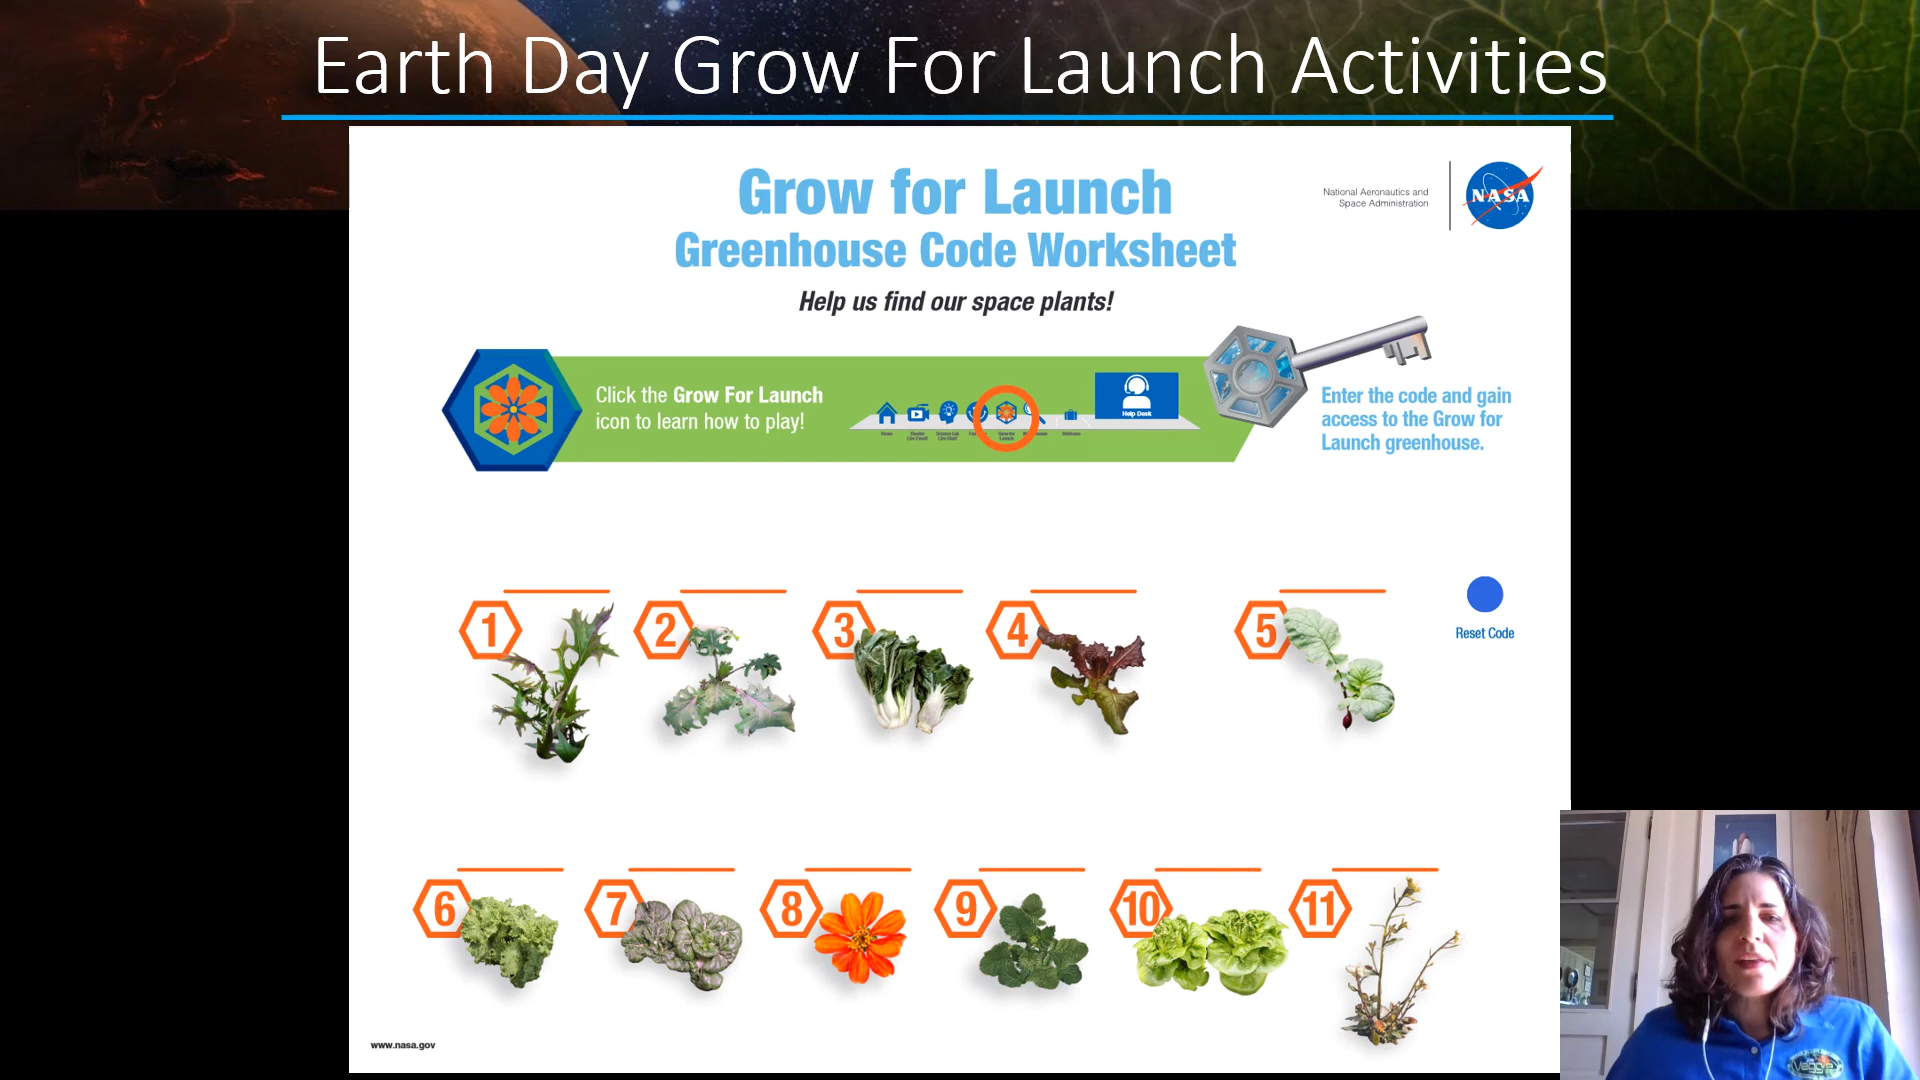 Earth Day Grow For Launch Activities
Grow for Launch
Greenhouse Code Worksheet
Help us find our space plants!
National Aeronautics and
Space Administration
NASA
Click the Grow For Launch
icon to learn how to play!
Help Desk
Enter the code and gain
access to the Grow for
Launch greenhouse.
1
2
3
4
5
Reset Code
6
7
8
9
10
11
www.nasa.gov
Veggie